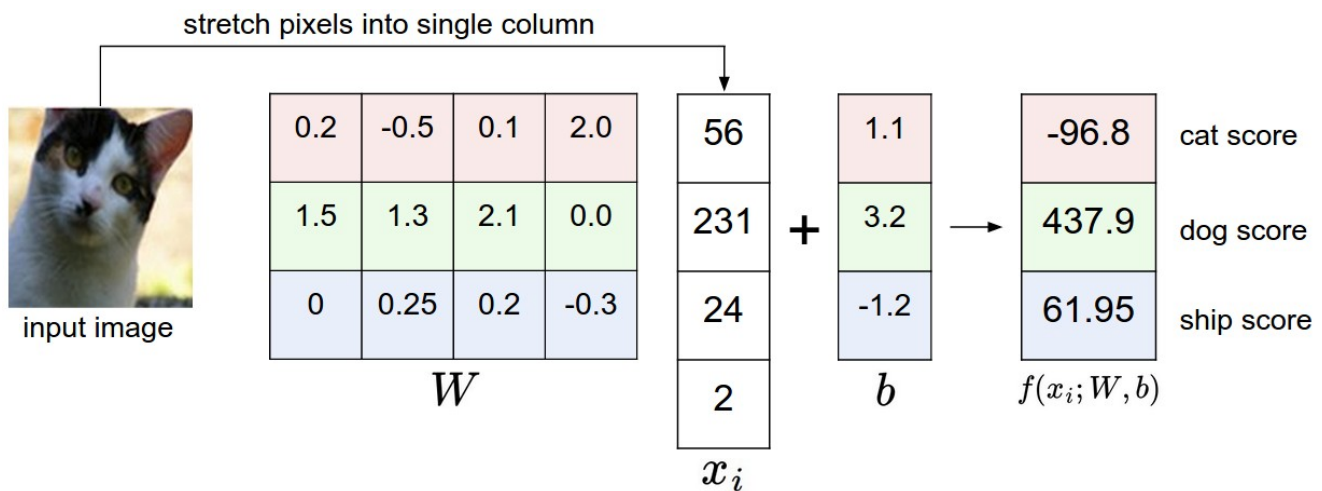 stretch pixels into single column
0.2 -0.5 0.1 2.0 56 1.1 -96.8 cat score
1.5 1.3 2.1 0.0 231 + 3.2 437.9 dog score
0 0.25 0.2 -0.3 24 -1.2 61.95 ship score
input image
W 2 b f(x_i; W, b)
x_i